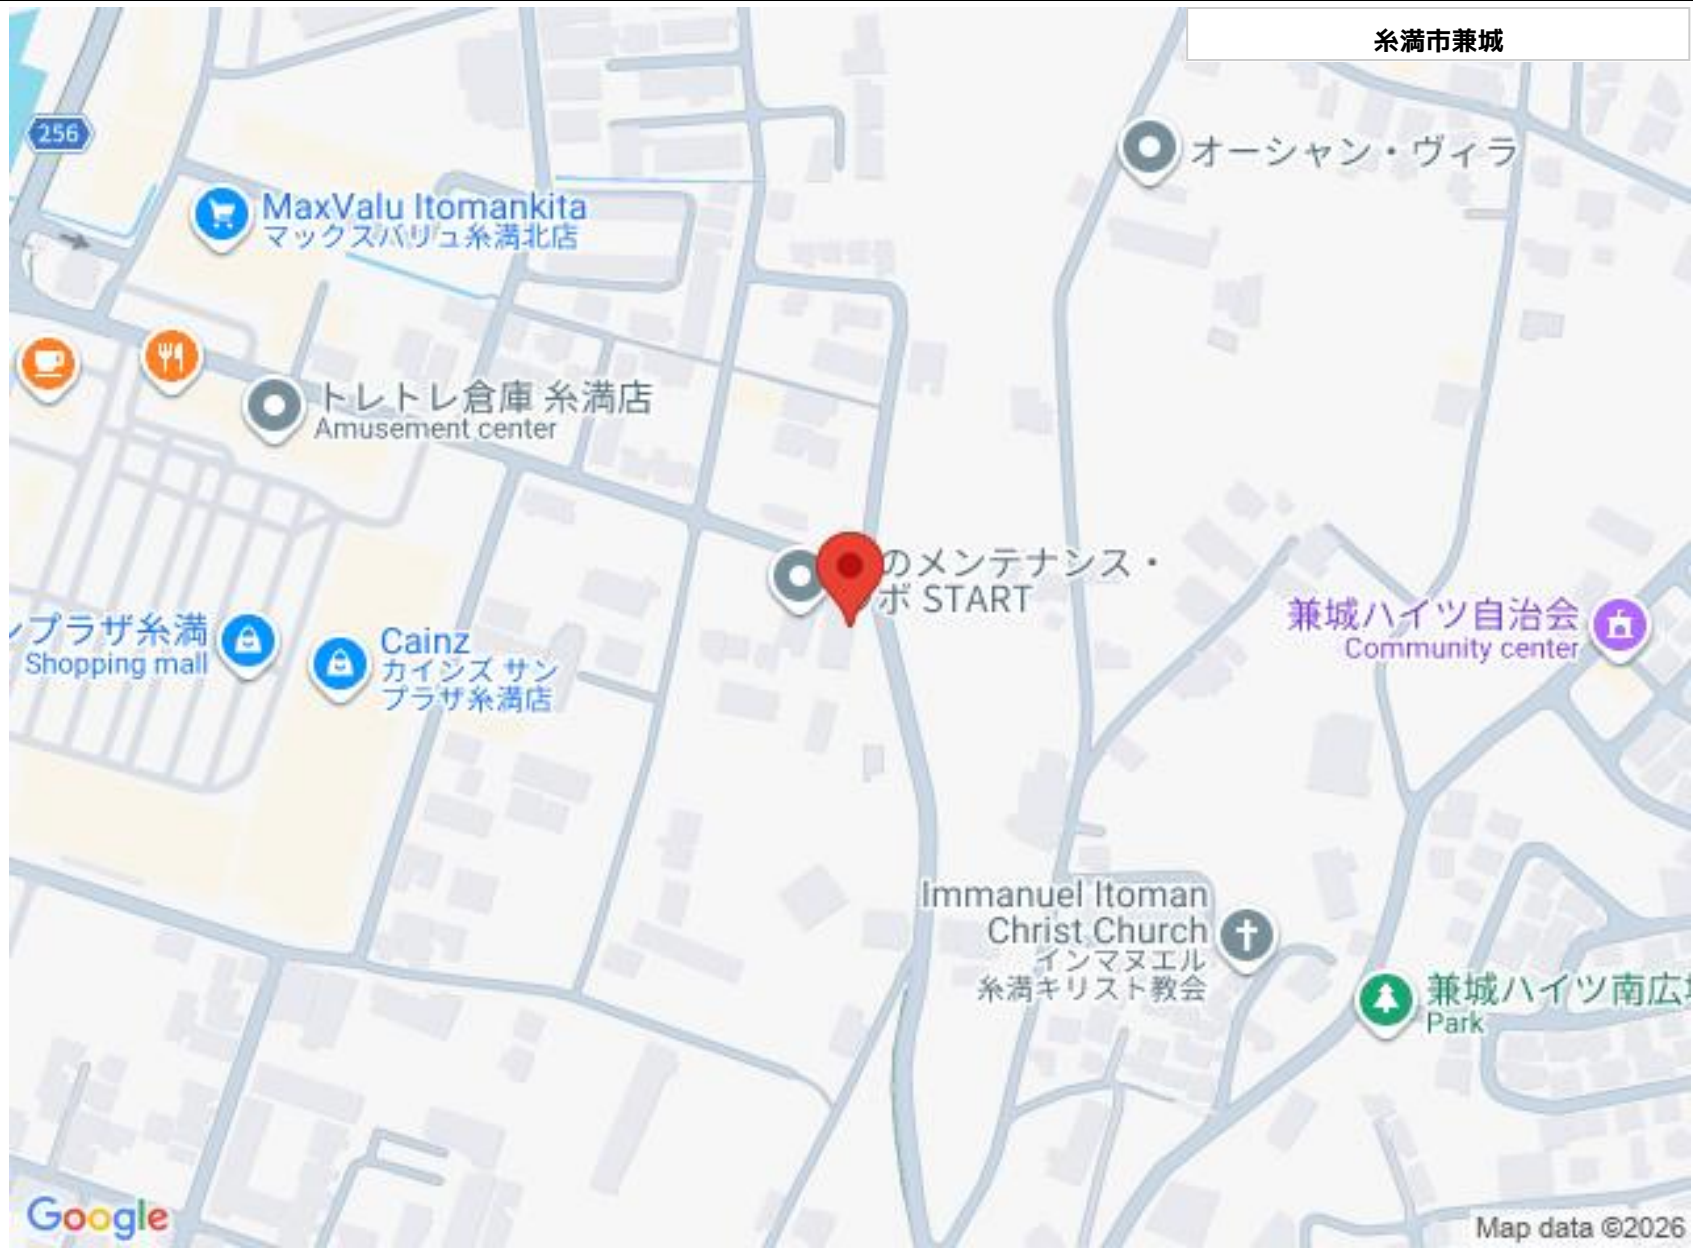 糸満市兼城
256
オーシャン・ヴィラ
MaxValu Itomankita
マックスバリュ糸満北店
トレトレ倉庫 糸満店
Amusement center
のメンテナンス・
ボ START
兼城ハイツ自治会
Community center
プラザ糸満
Shopping mall
Cainz
カインズ サン
プラザ糸満店
Immanuel Itoman
Christ Church
インマヌエル
糸満キリスト教会
兼城ハイツ南広
Park
Google
Map data ©2026